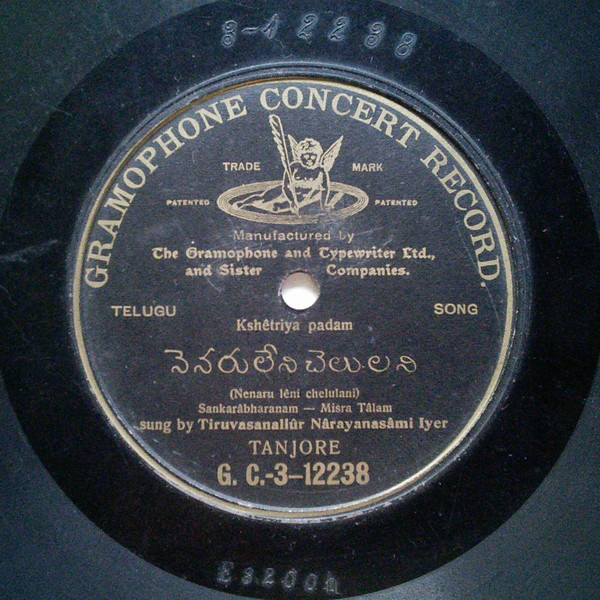 3-12238
GRAMOPHONE CONCERT RECORD.
TRADE MARK
PATENTED PATENTED
Manufactured by
The Gramophone and Typewriter Ltd.,
and Sister Companies.
TELUGU SONG
Kshêtriya padam
నెనరులేని చెలులని
(Nenaru lêni chelulani)
Sankarâbharanam — Misra Tâlam
sung by Tiruvasanallûr Nârayanasâmi Iyer
TANJORE
G. C.-3-12238